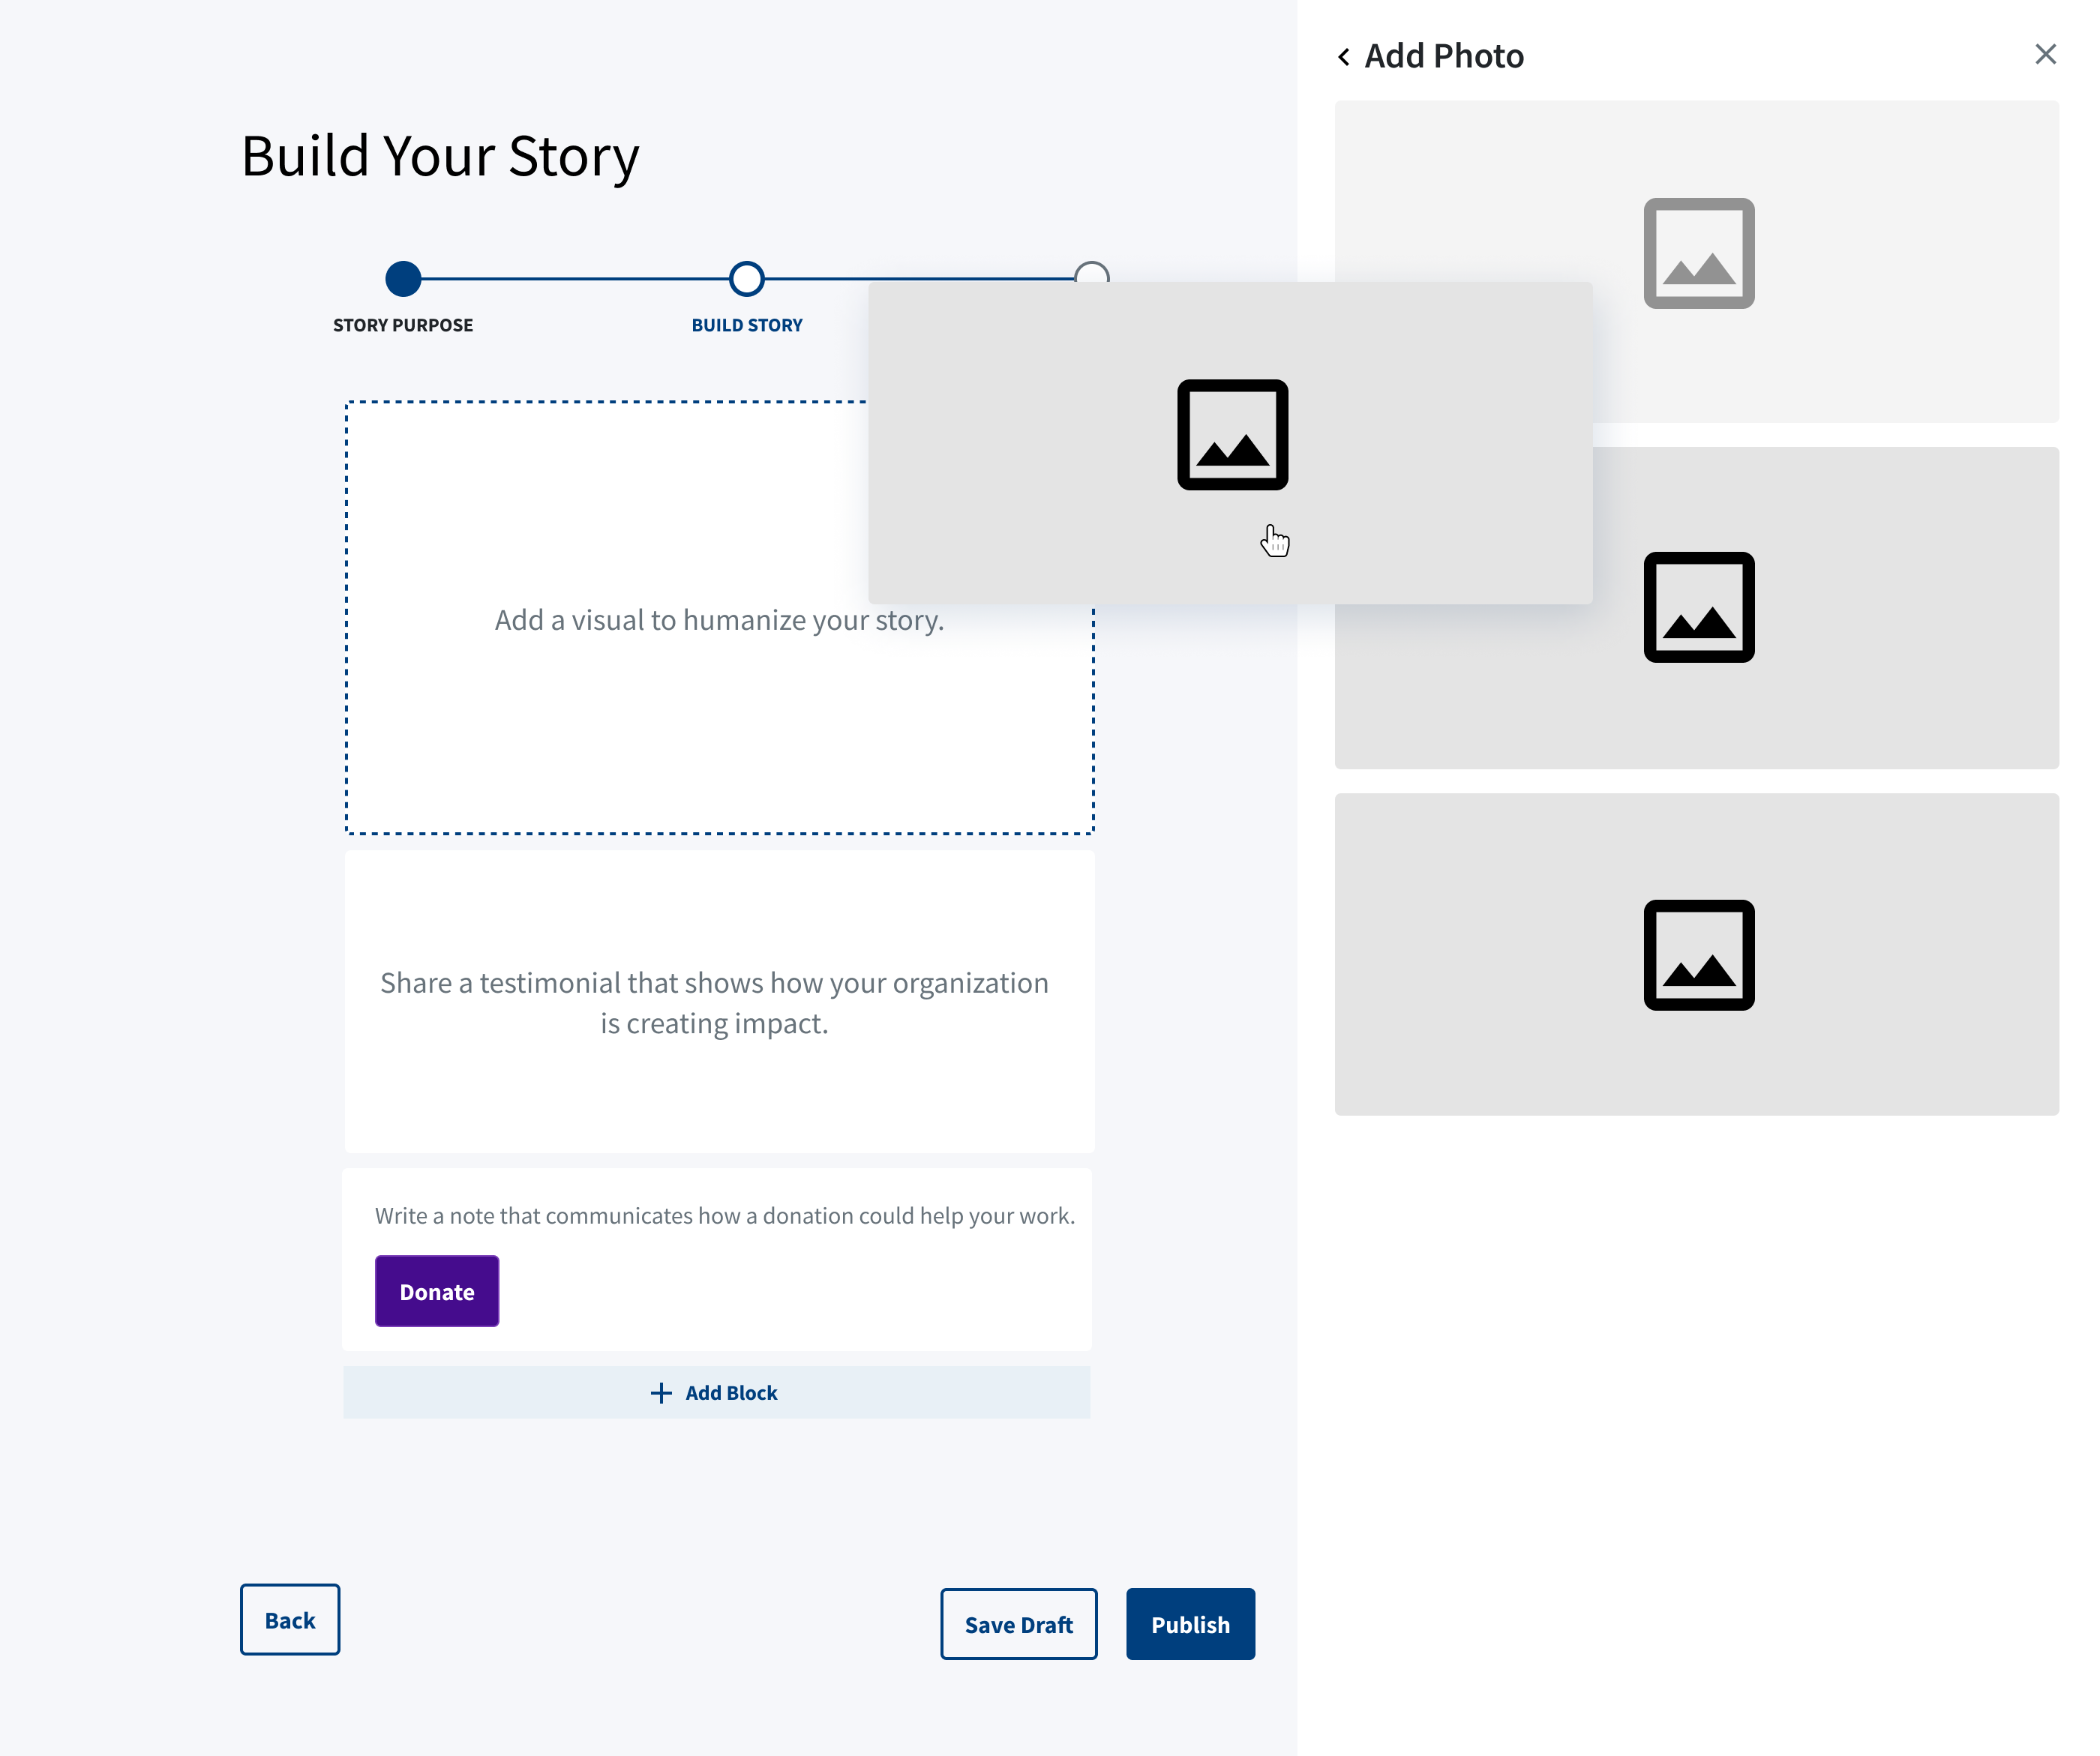 Build Your Story
STORY PURPOSE
BUILD STORY
Add a visual to humanize your story.
Share a testimonial that shows how your organization
is creating impact.
Write a note that communicates how a donation could help your work.
Donate
Add Block
Back
Save Draft
Publish
Add Photo